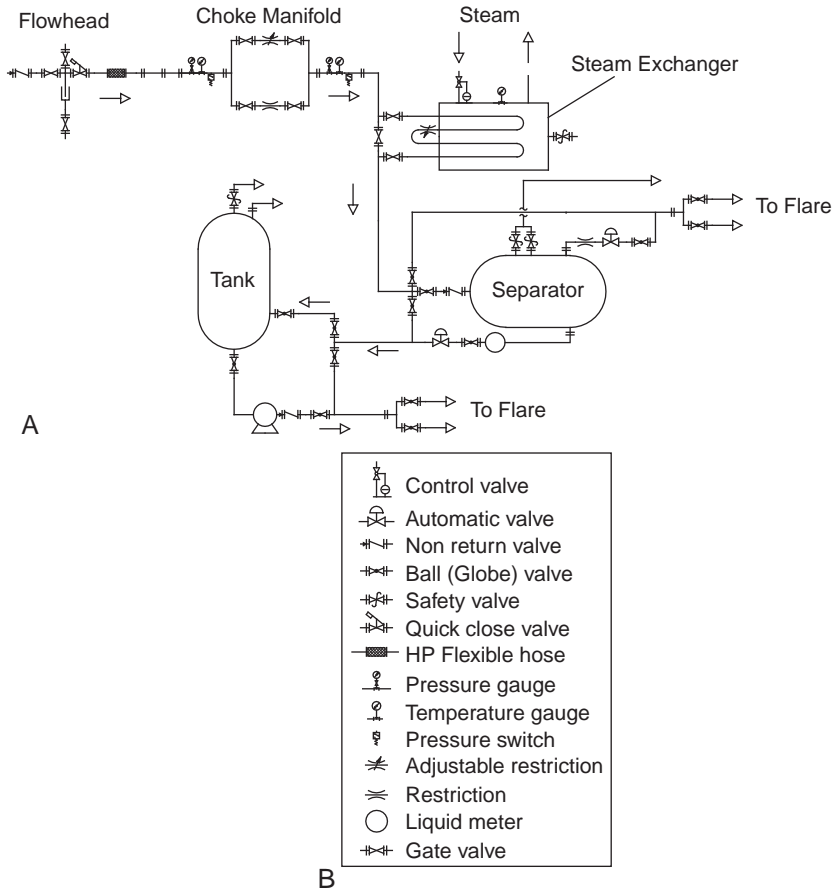 Flowhead
Choke Manifold
Steam
Steam Exchanger
Tank
Separator
To Flare
To Flare
A
Control valve
Automatic valve
Non return valve
Ball (Globe) valve
Safety valve
Quick close valve
HP Flexible hose
Pressure gauge
Temperature gauge
Pressure switch
Adjustable restriction
Restriction
Liquid meter
Gate valve
B